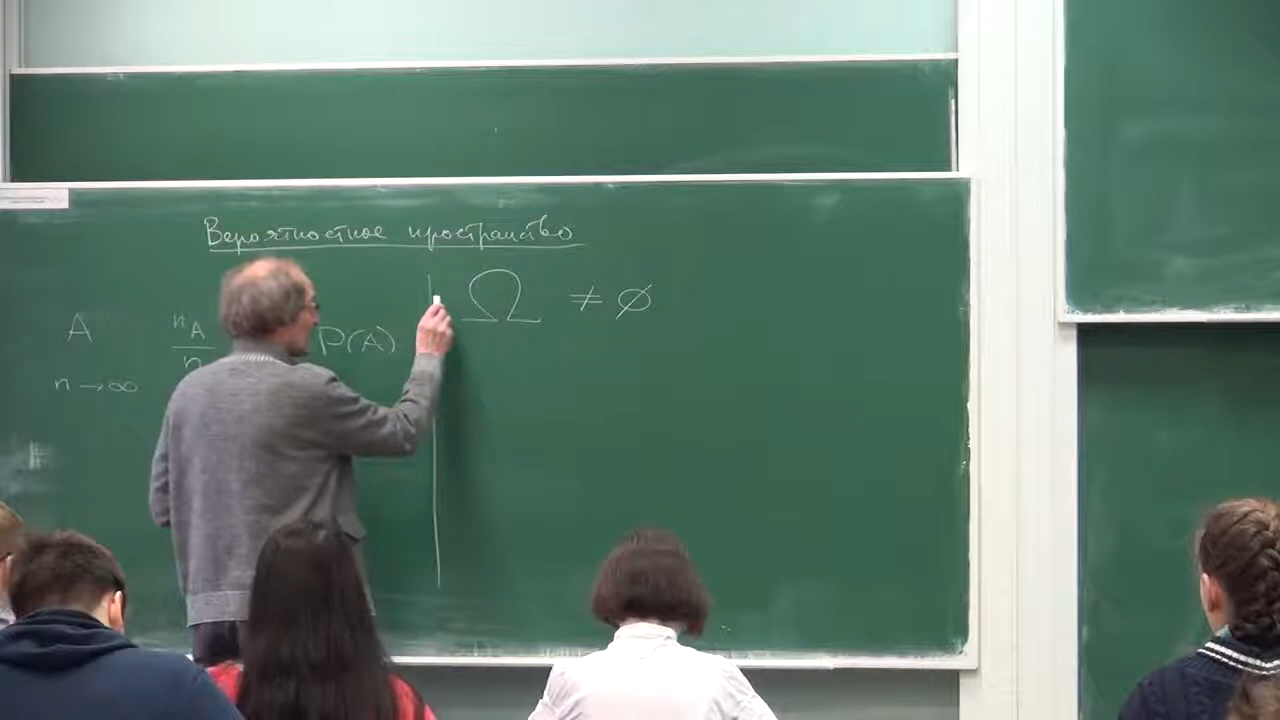 Вероятностное пространство
A n_A/n P(A)
n → ∞
Ω ≠ ∅